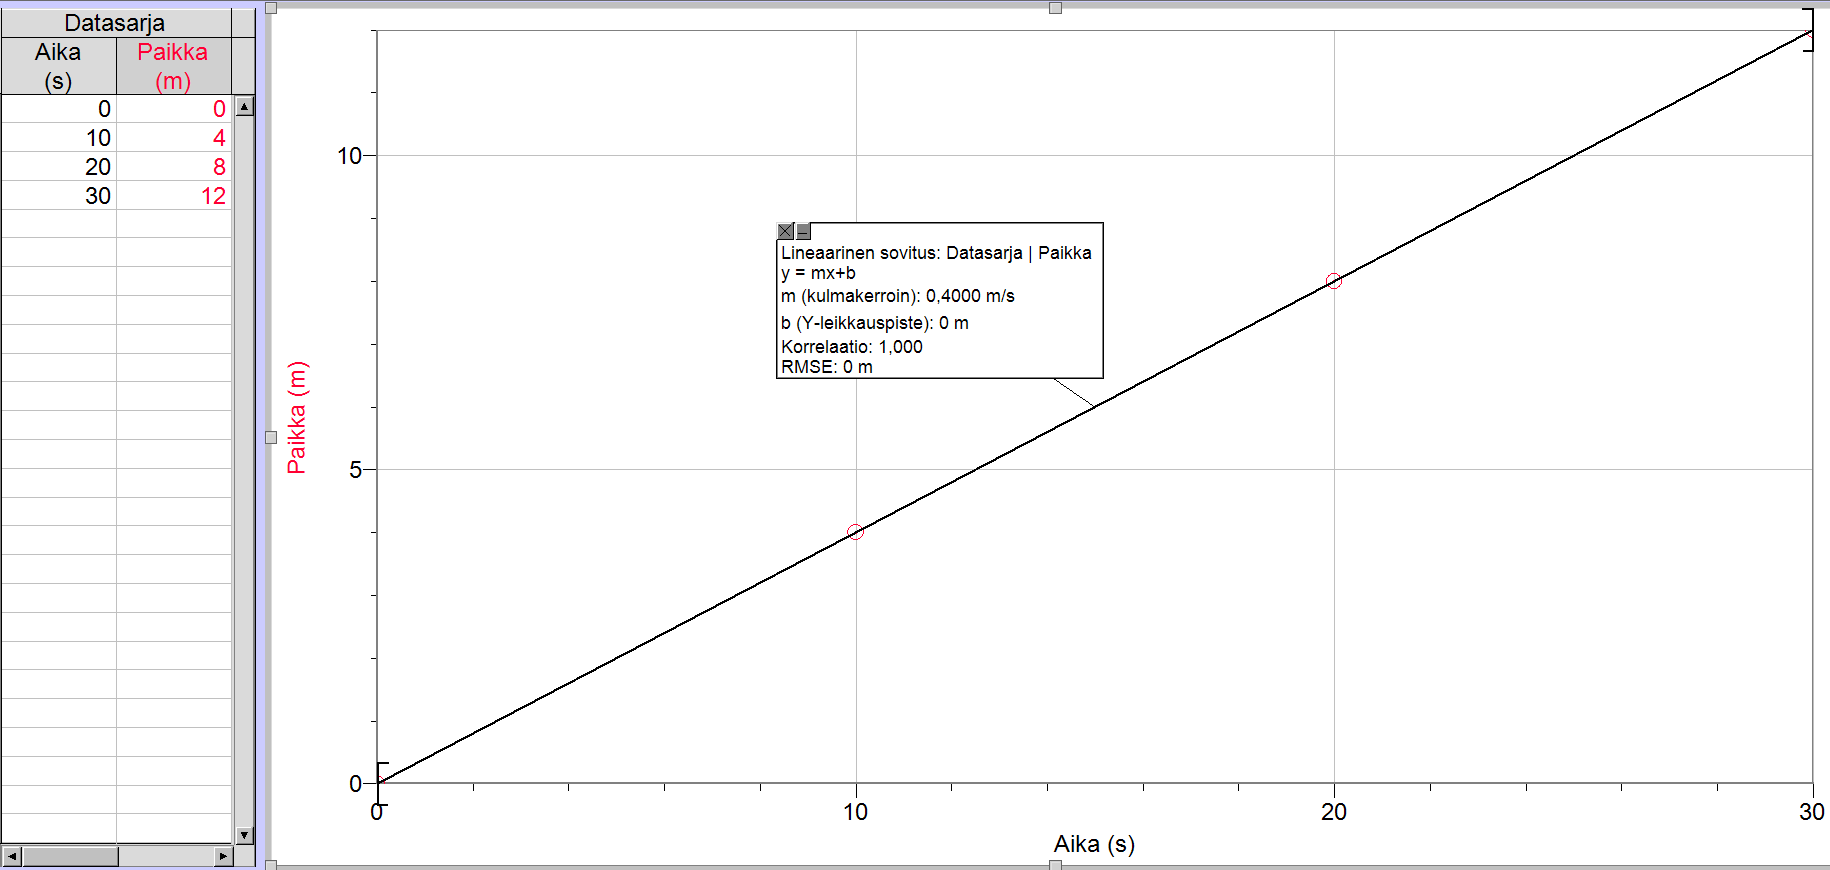 Datasarja
Aika Paikka
(s) (m)
0 0
10 4
20 8
30 12
Paikka (m)
10
5
0
Lineaarinen sovitus: Datasarja | Paikka
y = mx+b
m (kulmakerroin): 0,4000 m/s
b (Y-leikkauspiste): 0 m
Korrelaatio: 1,000
RMSE: 0 m
0 10 20 30
Aika (s)